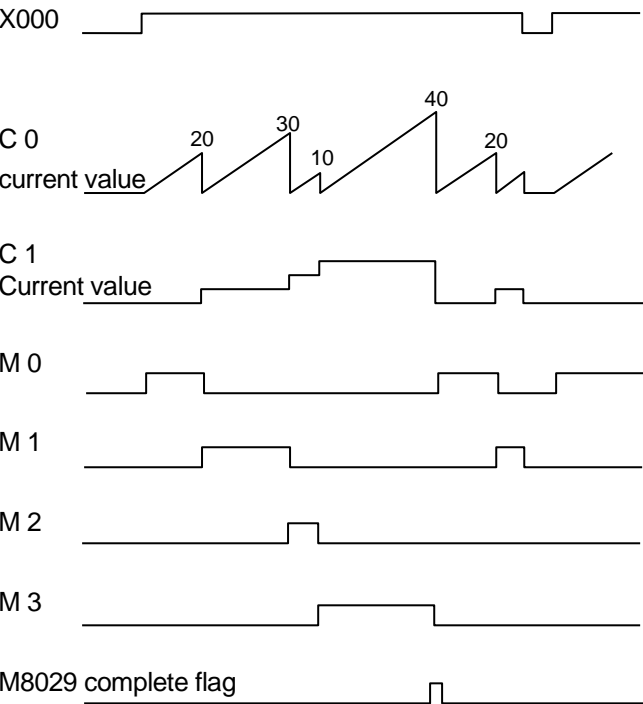 X000
40
30
C 0
20
20
10
current value
C 1
Current value
M 0
M 1
M 2
M 3
M8029 complete flag